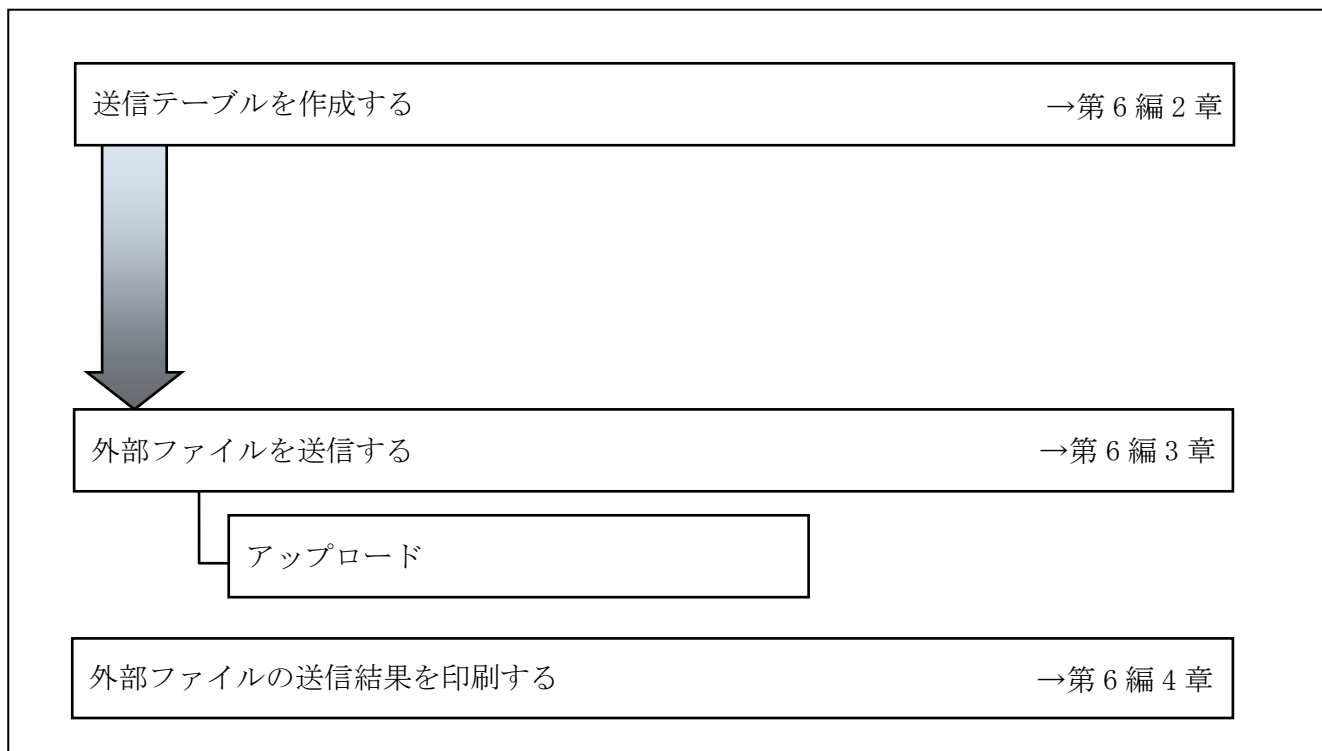 送信テーブルを作成する →第6編2章
外部ファイルを送信する →第6編3章
アップロード
外部ファイルの送信結果を印刷する →第6編4章